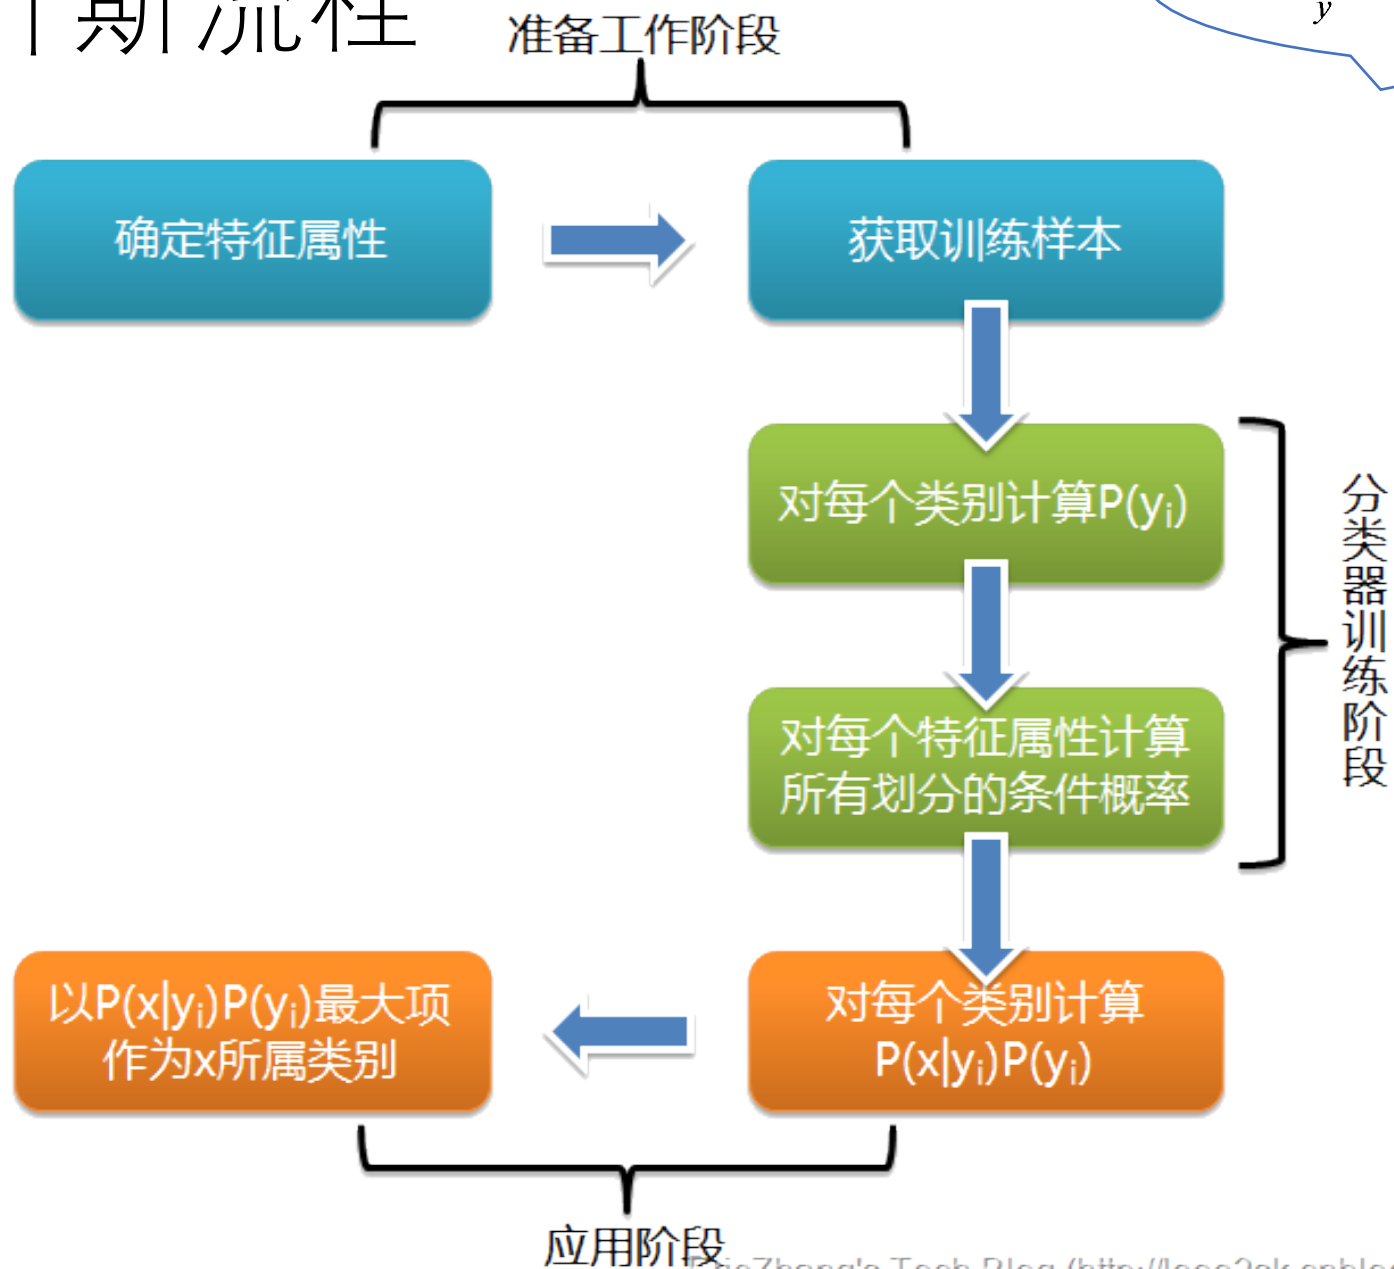 准备工作阶段
y
确定特征属性
获取训练样本
对每个类别计算P(yi)
分类器训练阶段
对每个特征属性计算
所有划分的条件概率
对每个类别计算
P(x|yi)P(yi)
以P(x|yi)P(yi)最大项
作为x所属类别
应用阶段
Tech Blog